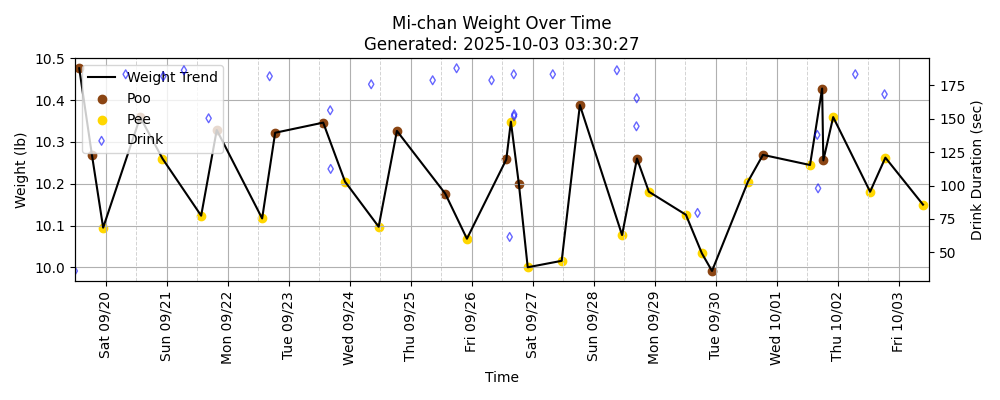 Mi-chan Weight Over Time
Generated: 2025-10-03 03:30:27
Weight (lb)
10.5
10.4
10.3
10.2
10.1
10.0
Weight Trend
Poo
Pee
Drink
175
150
125
100
75
50
Drink Duration (sec)
Sat 09/20
Sun 09/21
Mon 09/22
Tue 09/23
Wed 09/24
Thu 09/25
Fri 09/26
Sat 09/27
Sun 09/28
Mon 09/29
Tue 09/30
Wed 10/01
Thu 10/02
Fri 10/03
Time